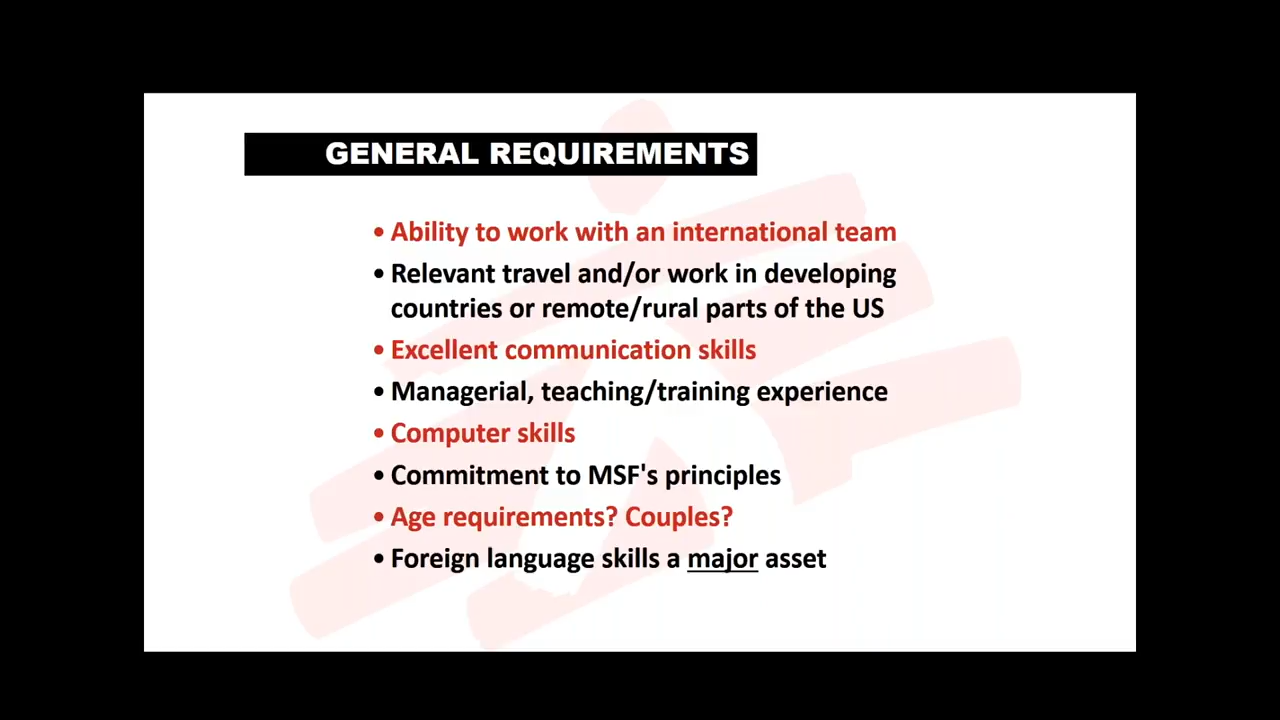 GENERAL REQUIREMENTS
• Ability to work with an international team
• Relevant travel and/or work in developing
countries or remote/rural parts of the US
• Excellent communication skills
• Managerial, teaching/training experience
• Computer skills
• Commitment to MSF's principles
• Age requirements? Couples?
• Foreign language skills a major asset